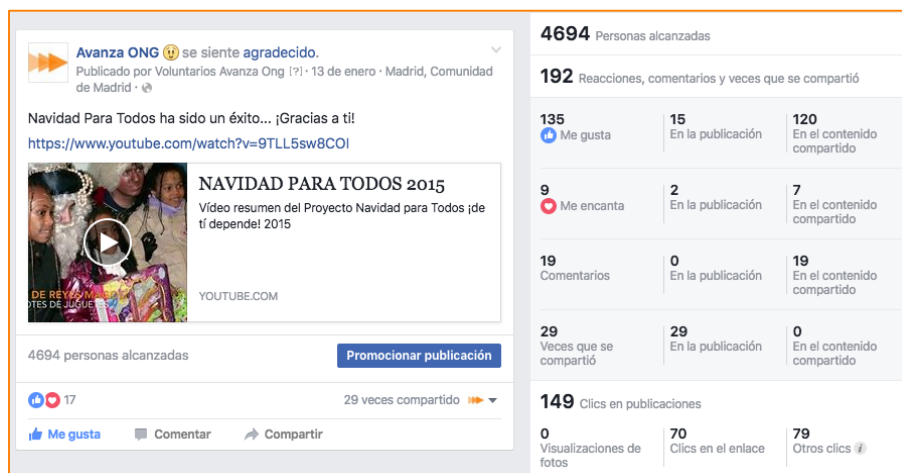 Avanza ONG se siente agradecido.
Publicado por Voluntarios Avanza Ong [?] · 13 de enero · Madrid, Comunidad
de Madrid ·
Navidad Para Todos ha sido un éxito... ¡Gracias a ti!
https://www.youtube.com/watch?v=9TLL5sw8COI
NAVIDAD PARA TODOS 2015
Vídeo resumen del Proyecto Navidad para Todos ¡de
tí depende! 2015
YOUTUBE.COM
DE REYES
OTES DE JUGUETES
4694 personas alcanzadas
Promocionar publicación
17
29 veces compartido
Me gusta
Comentar
Compartir
4694 Personas alcanzadas
192 Reacciones, comentarios y veces que se compartió
135
Me gusta
15
En la publicación
120
En el contenido
compartido
9
Me encanta
2
En la publicación
7
En el contenido
compartido
19
Comentarios
0
En la publicación
19
En el contenido
compartido
29
Veces que se
compartió
29
En la publicación
0
En el contenido
compartido
149 Clics en publicaciones
0
Visualizaciones de
fotos
70
Clics en el enlace
79
Otros clics